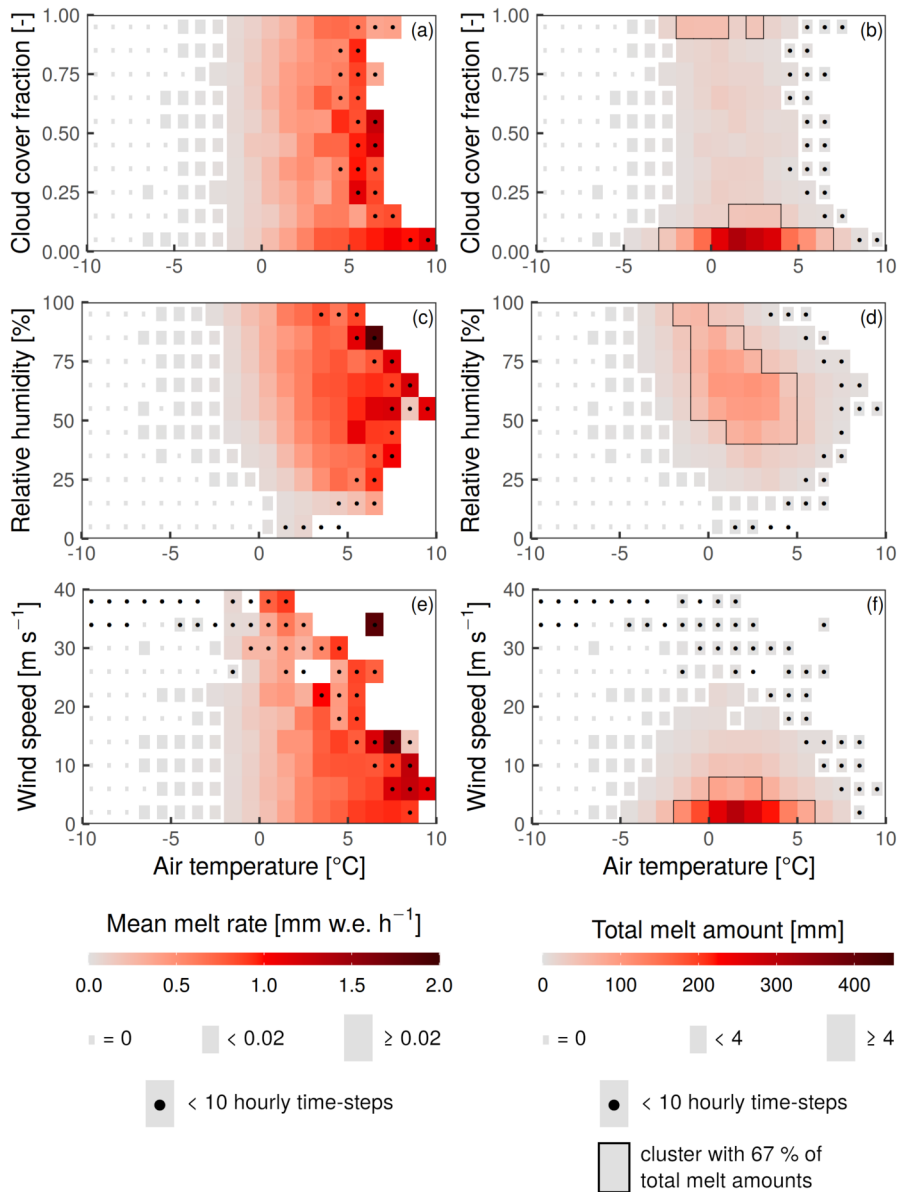 Cloud cover fraction [-]
1.00
0.75
0.50
0.25
0.00
(a)
-10 -5 0 5 10
Cloud cover fraction [-]
1.00
0.75
0.50
0.25
0.00
(b)
-10 -5 0 5 10
Relative humidity [%]
100
75
50
25
0
(c)
-10 -5 0 5 10
Relative humidity [%]
100
75
50
25
0
(d)
-10 -5 0 5 10
Wind speed [m s⁻¹]
40
30
20
10
0
(e)
-10 -5 0 5 10
Air temperature [°C]
Wind speed [m s⁻¹]
40
30
20
10
0
(f)
-10 -5 0 5 10
Air temperature [°C]
Mean melt rate [mm w.e. h⁻¹]
0.0 0.5 1.0 1.5 2.0
= 0 < 0.02 ≥ 0.02
< 10 hourly time-steps
Total melt amount [mm]
0 100 200 300 400
= 0 < 4 ≥ 4
< 10 hourly time-steps
cluster with 67 % of
total melt amounts